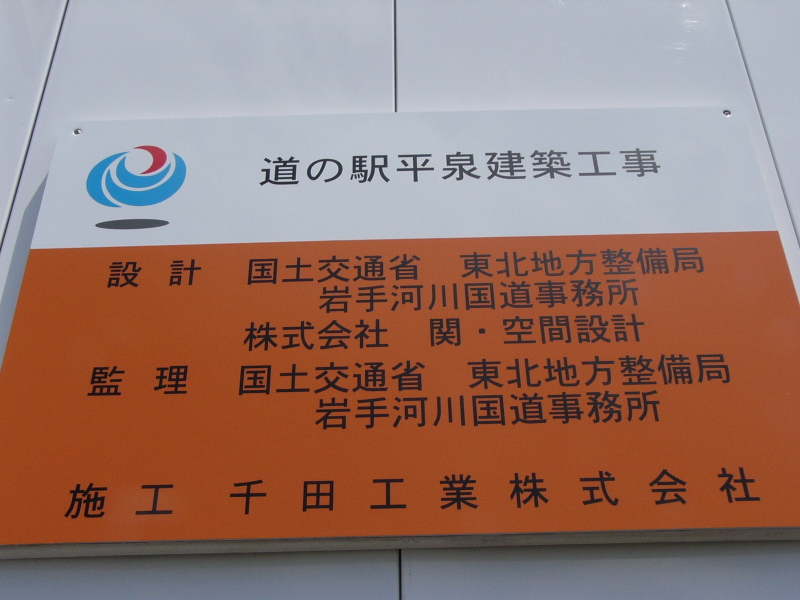 道の駅平泉建築工事
設計 国土交通省 東北地方整備局
岩手河川国道事務所
株式会社 関・空間設計
監理 国土交通省 東北地方整備局
岩手河川国道事務所
施工 千田工業株式会社